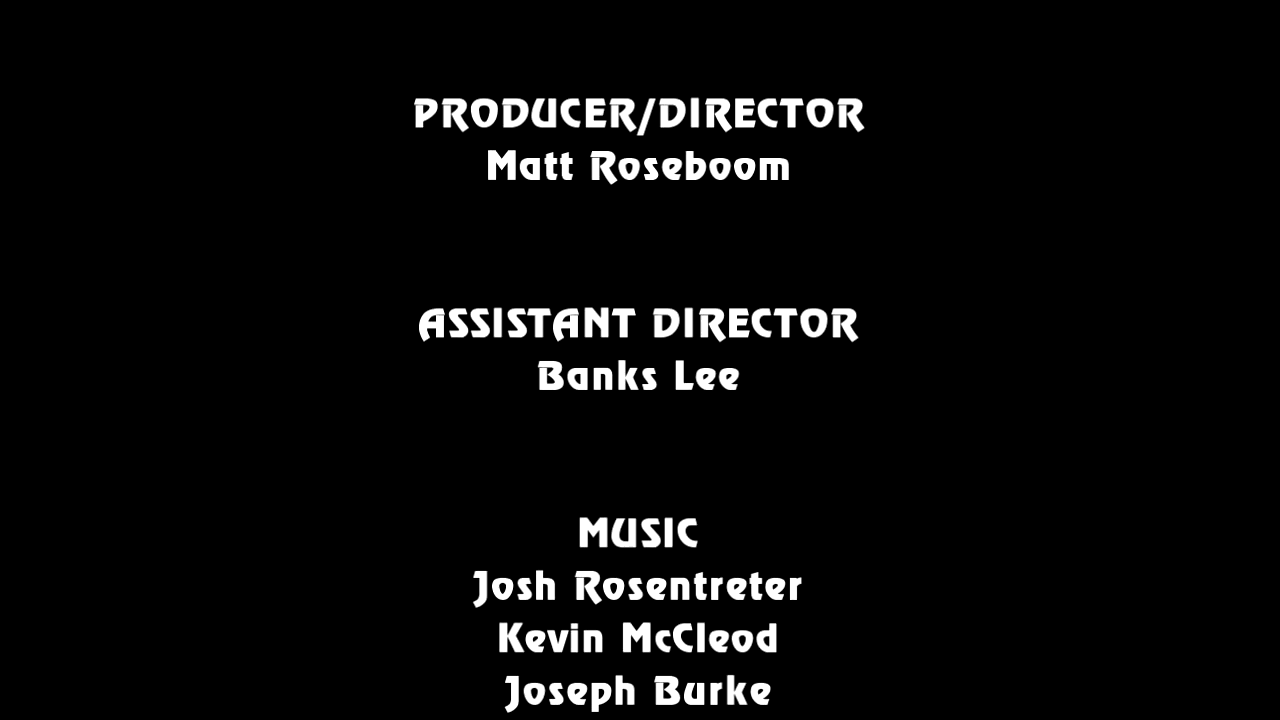 PRODUCER/DIRECTOR
Matt Roseboom
ASSISTANT DIRECTOR
Banks Lee
MUSIC
Josh Rosentreter
Kevin McCleod
Joseph Burke